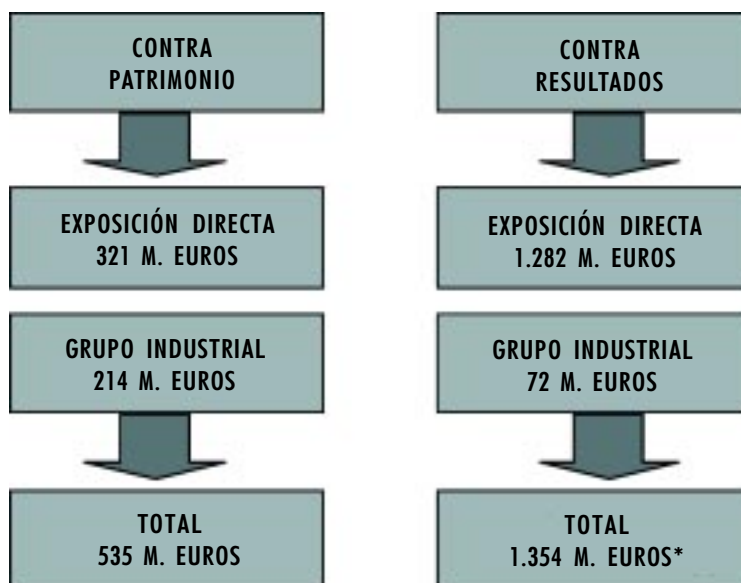 CONTRA
PATRIMONIO
EXPOSICIÓN DIRECTA
321 M. EUROS
GRUPO INDUSTRIAL
214 M. EUROS
TOTAL
535 M. EUROS
CONTRA
RESULTADOS
EXPOSICIÓN DIRECTA
1.282 M. EUROS
GRUPO INDUSTRIAL
72 M. EUROS
TOTAL
1.354 M. EUROS*